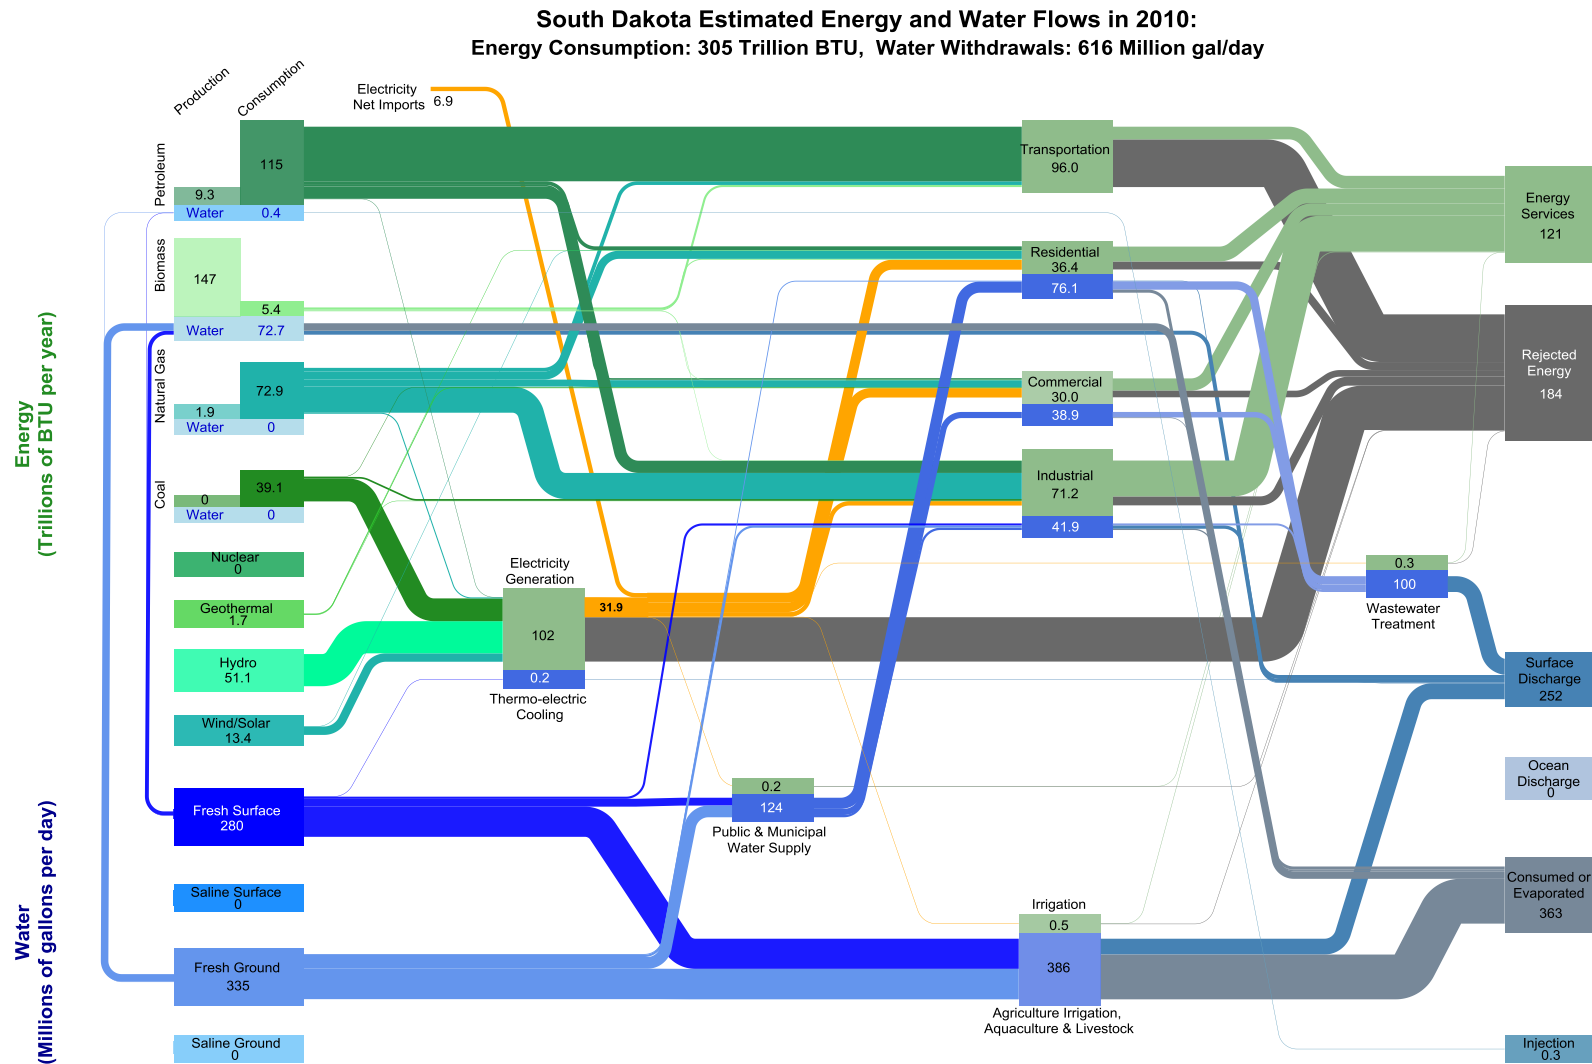 South Dakota Estimated Energy and Water Flows in 2010:
Energy Consumption: 305 Trillion BTU,  Water Withdrawals: 616 Million gal/day
Production
Consumption
Electricity
Net Imports
6.9
Energy
(Trillions of BTU per year)
Water
(Millions of gallons per day)
Petroleum
115
9.3
Water
0.4
Biomass
147
5.4
Water
72.7
Natural Gas
72.9
1.9
Water
0
Coal
39.1
0
Water
0
Nuclear
0
Geothermal
1.7
Hydro
51.1
Wind/Solar
13.4
Fresh Surface
280
Saline Surface
0
Fresh Ground
335
Saline Ground
0
Electricity
Generation
31.9
102
0.2
Thermo-electric
Cooling
0.2
124
Public & Municipal
Water Supply
Transportation
96.0
Residential
36.4
76.1
Commercial
30.0
38.9
Industrial
71.2
41.9
Irrigation
0.5
386
Agriculture Irrigation,
Aquaculture & Livestock
0.3
100
Wastewater
Treatment
Energy
Services
121
Rejected
Energy
184
Surface
Discharge
252
Ocean
Discharge
0
Consumed or
Evaporated
363
Injection
0.3